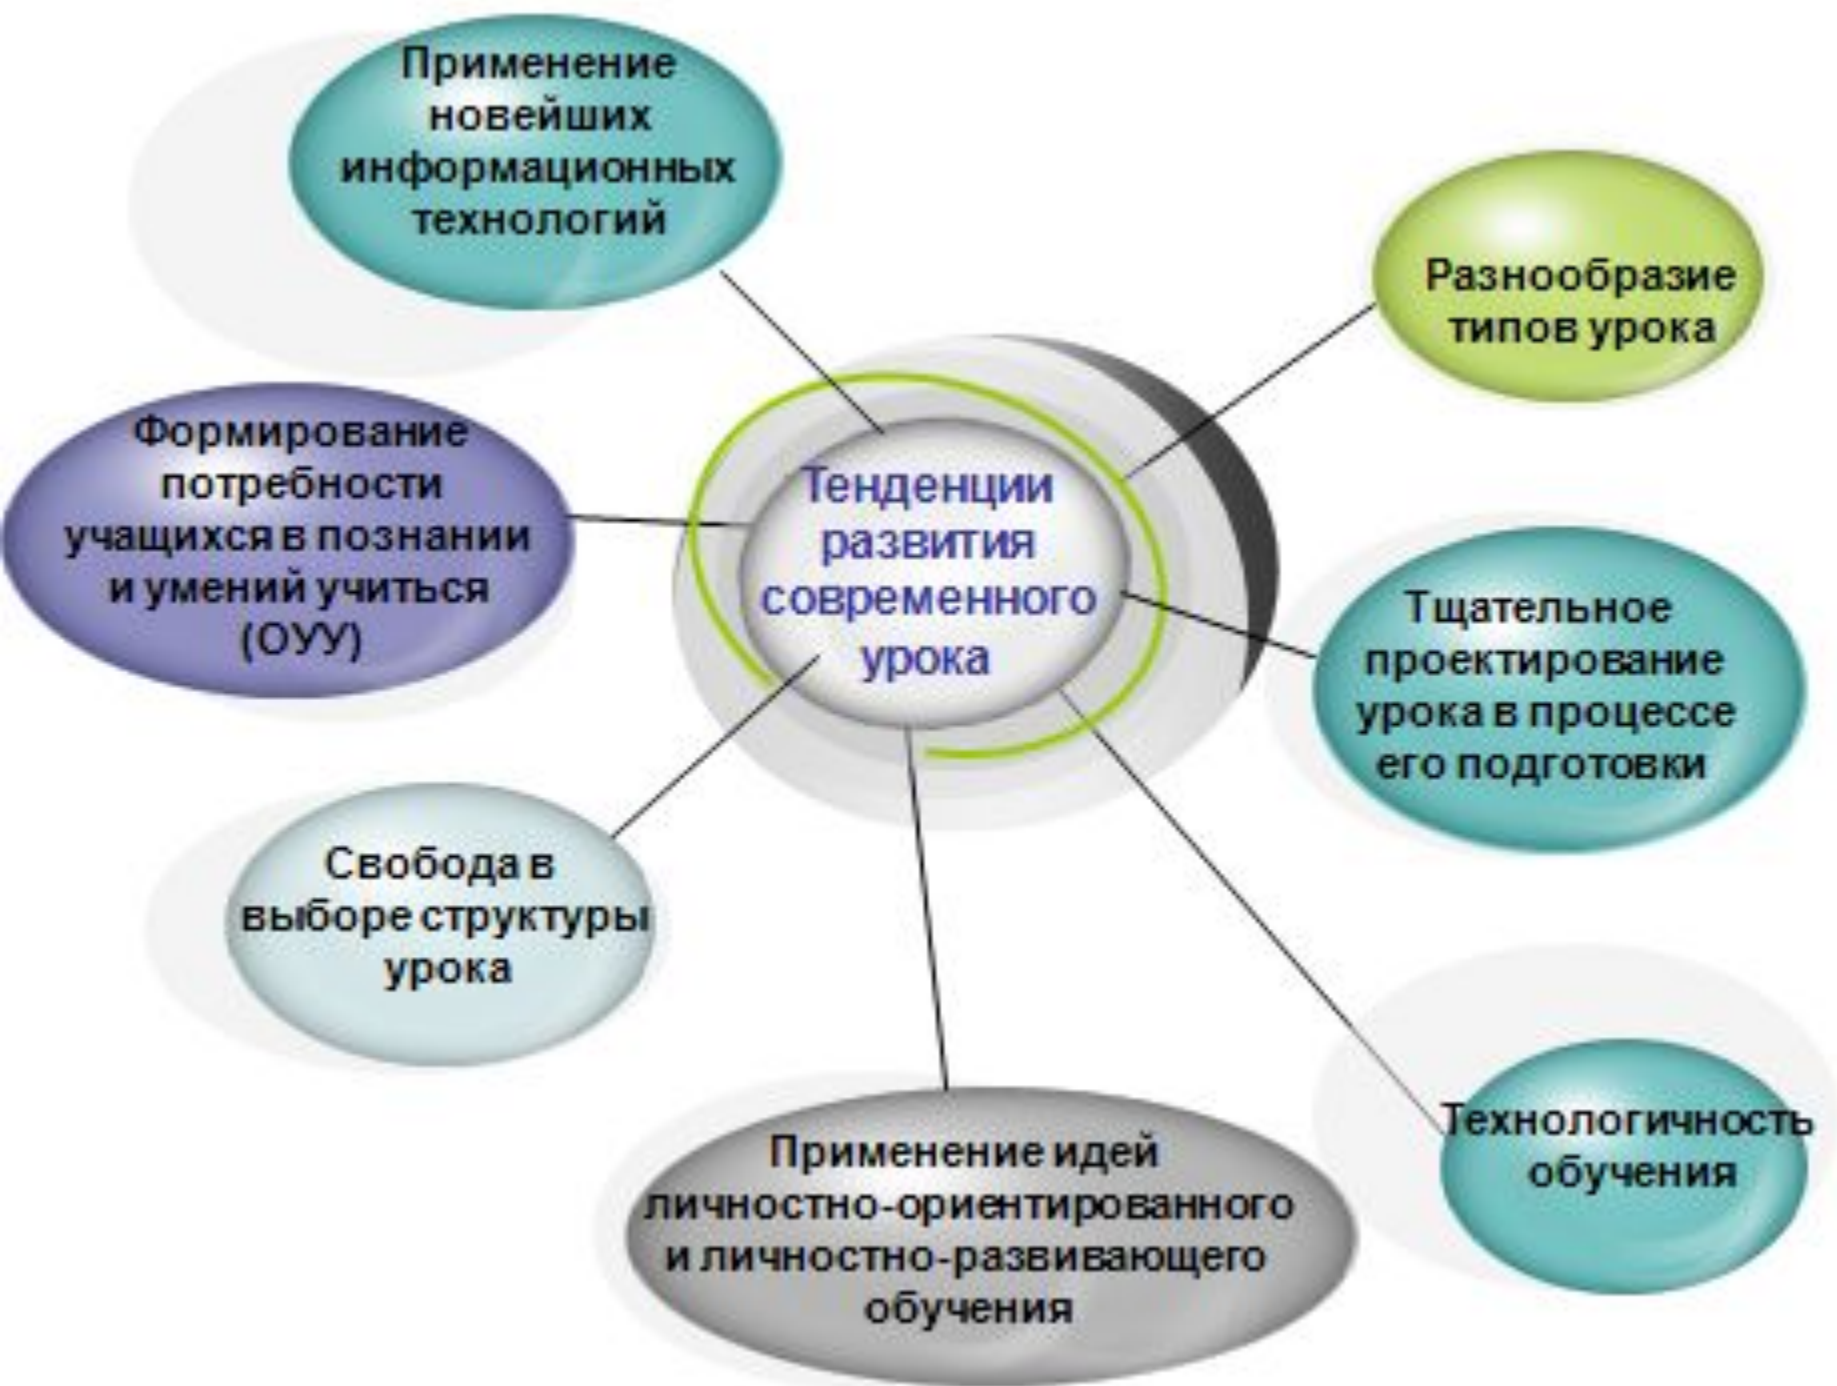 Применение
новейших
информационных
технологий
Разнообразие
типов урока
Формирование
потребности
учащихся в познании
и умений учиться
(ОУУ)
Тенденции
развития
современного
урока
Тщательное
проектирование
урока в процессе
его подготовки
Свобода в
выборе структуры
урока
Применение идей
личностно-ориентированного
и личностно-развивающего
обучения
Технологичность
обучения